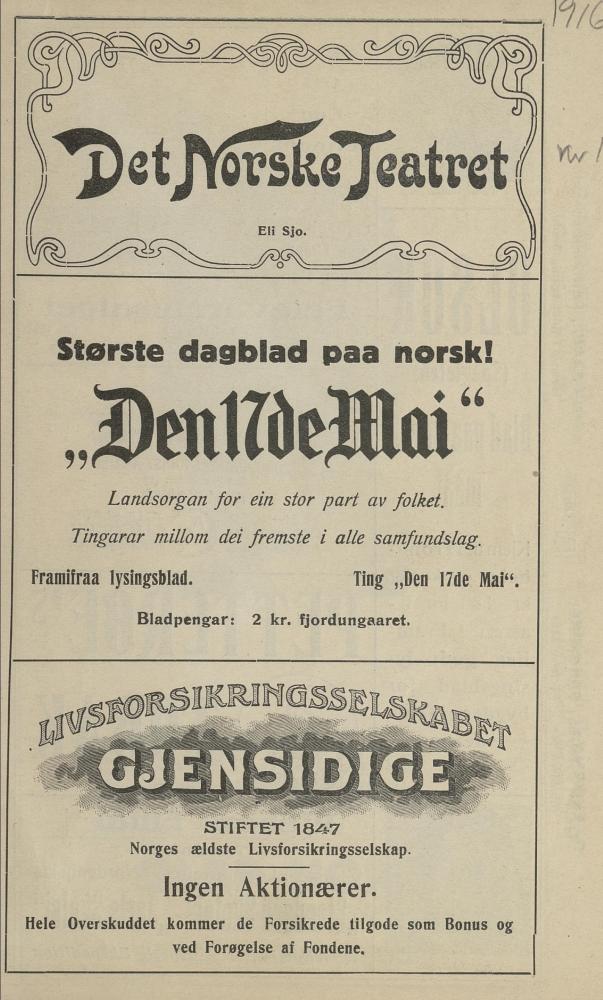 1916
nr 1
Det Norske Teatret
Eli Sjo.
Største dagblad paa norsk!
„Den 17de Mai“
Landsorgan for ein stor part av folket.
Tingarar millom dei fremste i alle samfundslag.
Framifraa lysingsblad. Ting „Den 17de Mai“.
Bladpengar: 2 kr. fjordungaaret.
LIVSFORSIKRINGSSELSKABET
GJENSIDIGE
STIFTET 1847
Norges ældste Livsforsikringsselskap.
Ingen Aktionærer.
Hele Overskuddet kommer de Forsikrede tilgode som Bonus og
ved Forøgelse af Fondene.